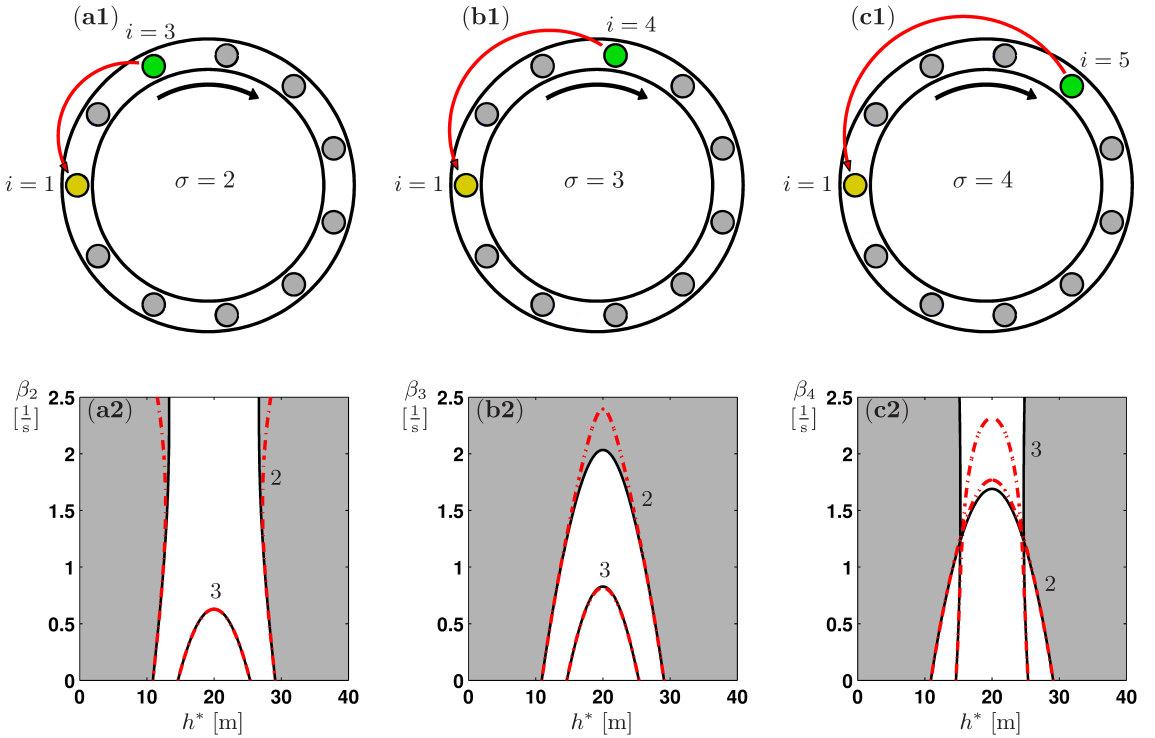 (a1)
i = 3
i = 1
σ = 2
(b1)
i = 4
i = 1
σ = 3
(c1)
i = 5
i = 1
σ = 4
β₂
[1/s]
(a2)
2.5
2
1.5
1
0.5
0
2
3
0 10 20 30 40
h* [m]
β₃
[1/s]
(b2)
2.5
2
1.5
1
0.5
0
2
3
0 10 20 30 40
h* [m]
β₄
[1/s]
(c2)
2.5
2
1.5
1
0.5
0
3
2
0 10 20 30 40
h* [m]